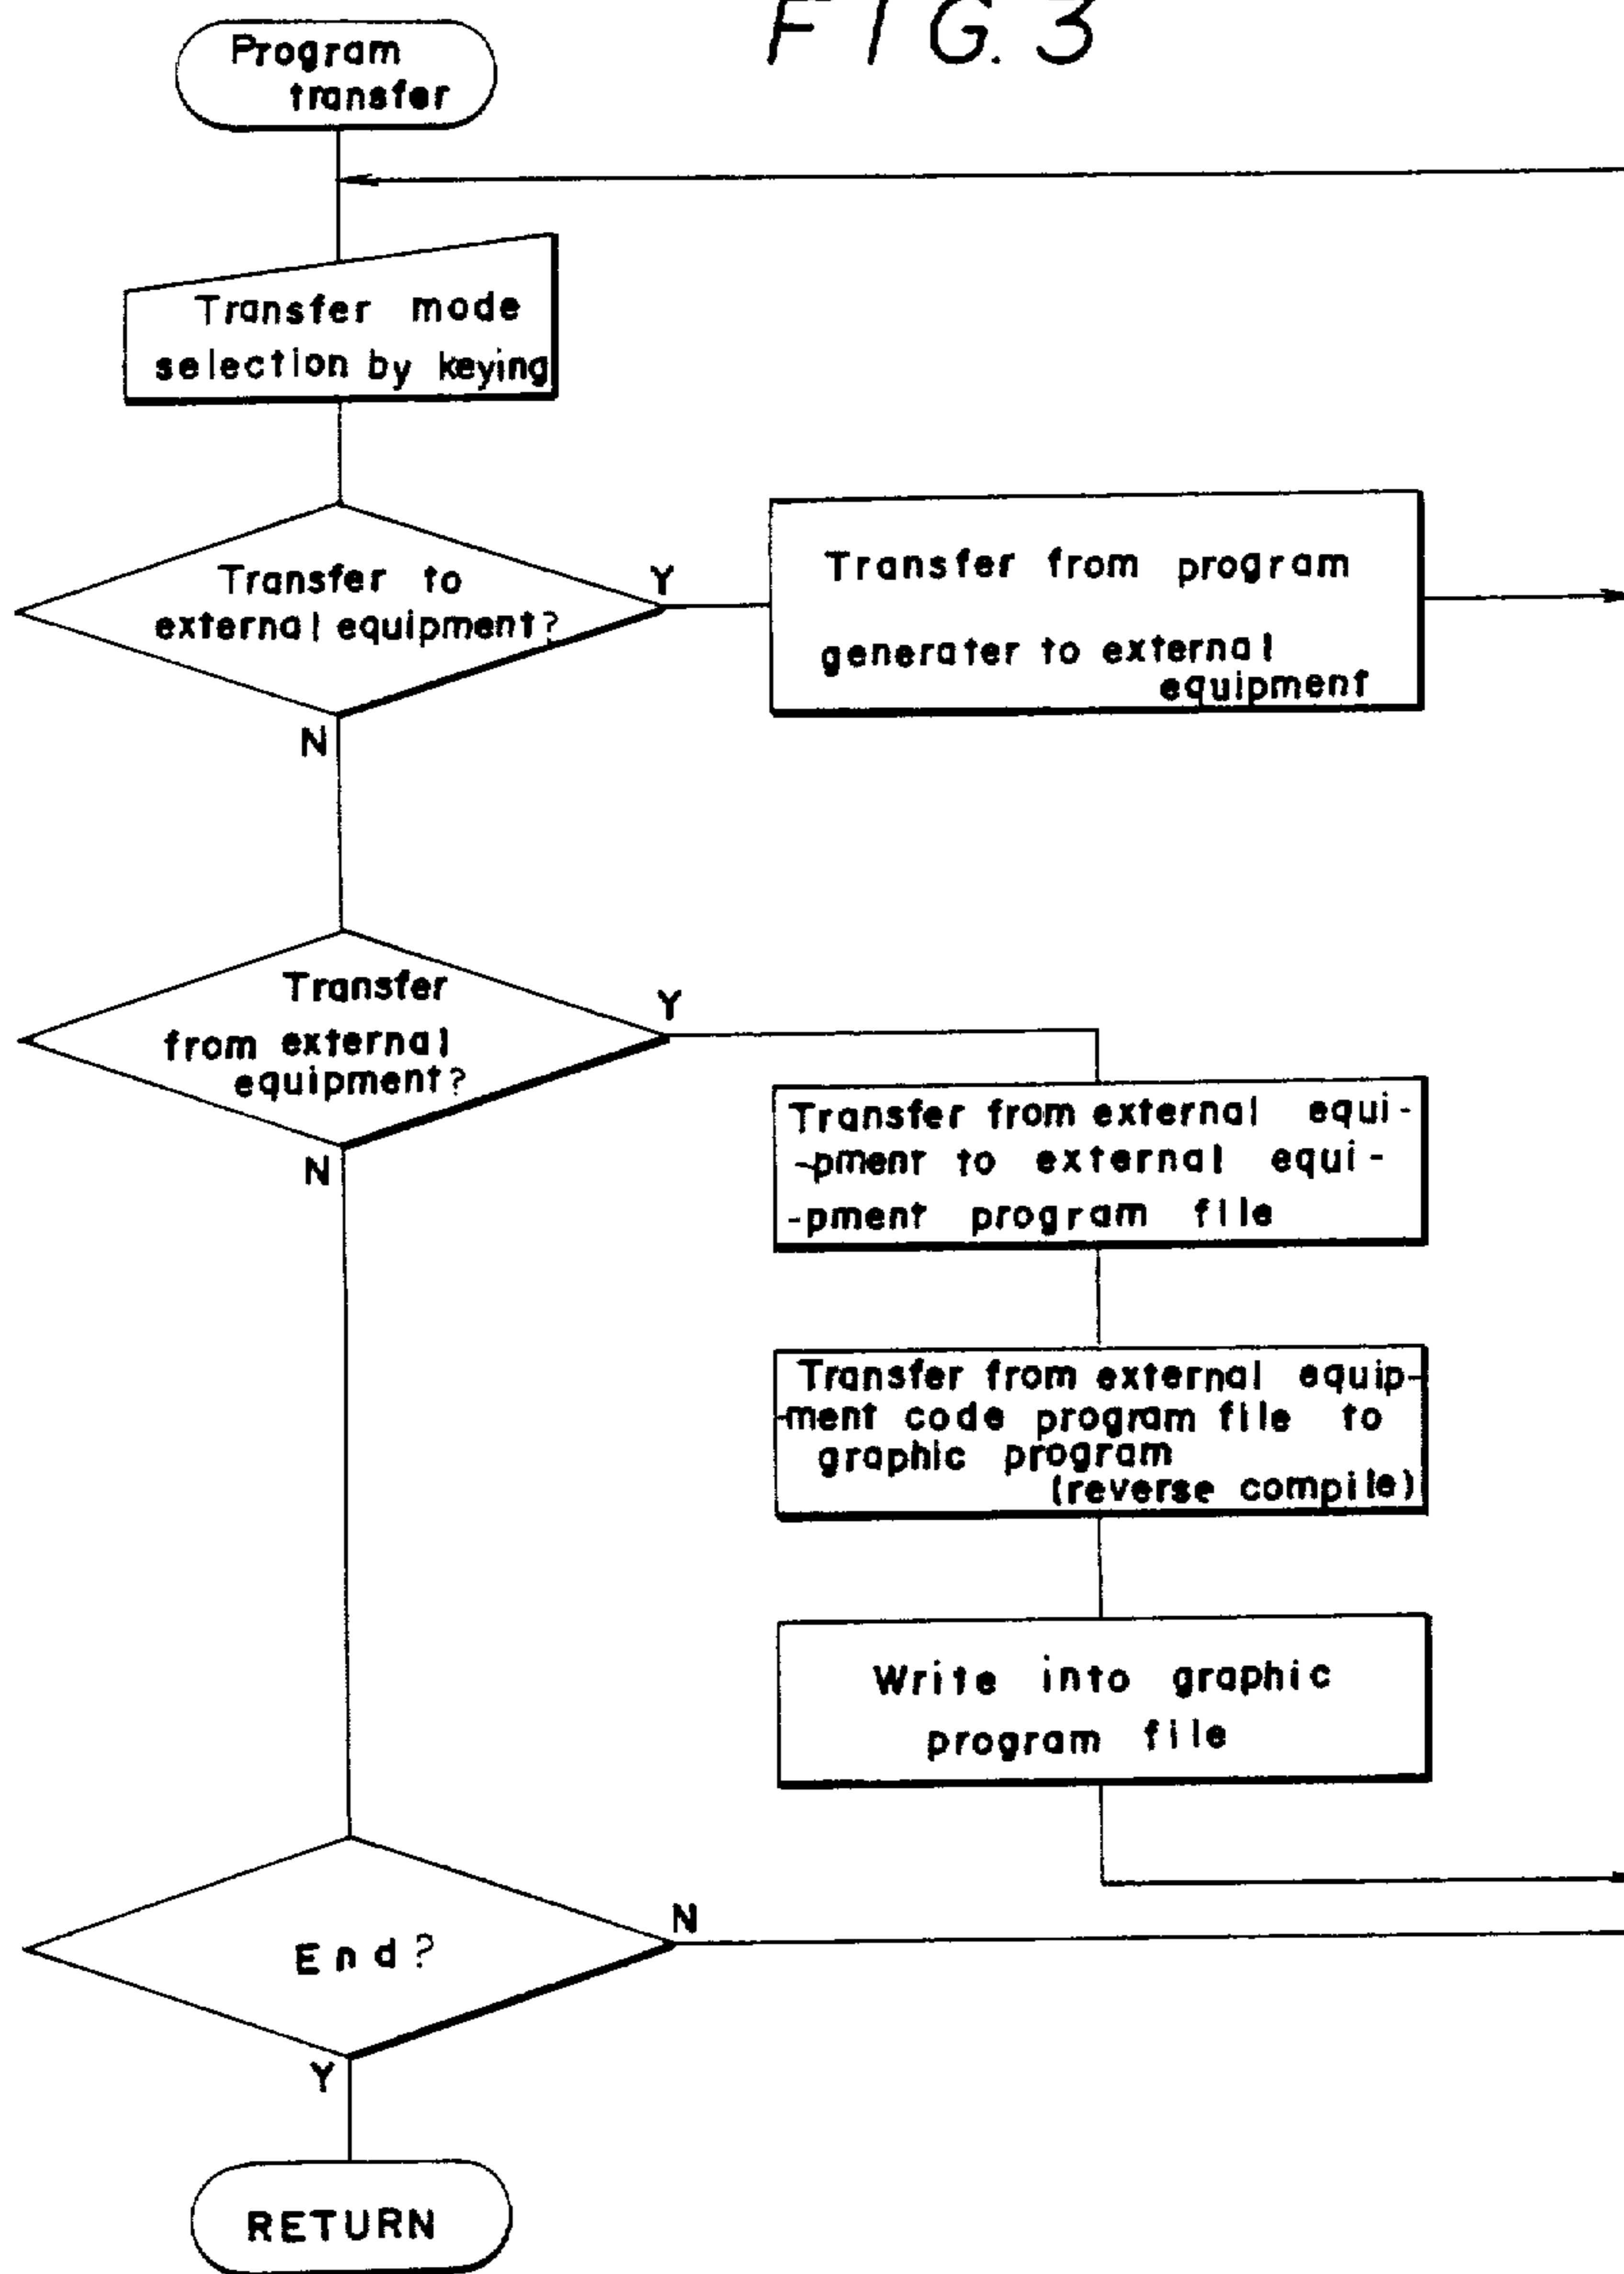 FIG. 3
Program
transfer
Transfer mode
selection by keying
Transfer to
external equipment?
Y
N
Transfer from program
generater to external
equipment
Transfer
from external
equipment?
Y
N
Transfer from external equi-
-pment to external equi-
-pment program file
Transfer from external equip-
-ment code program file to
graphic program
(reverse compile)
Write into graphic
program file
End?
N
Y
RETURN